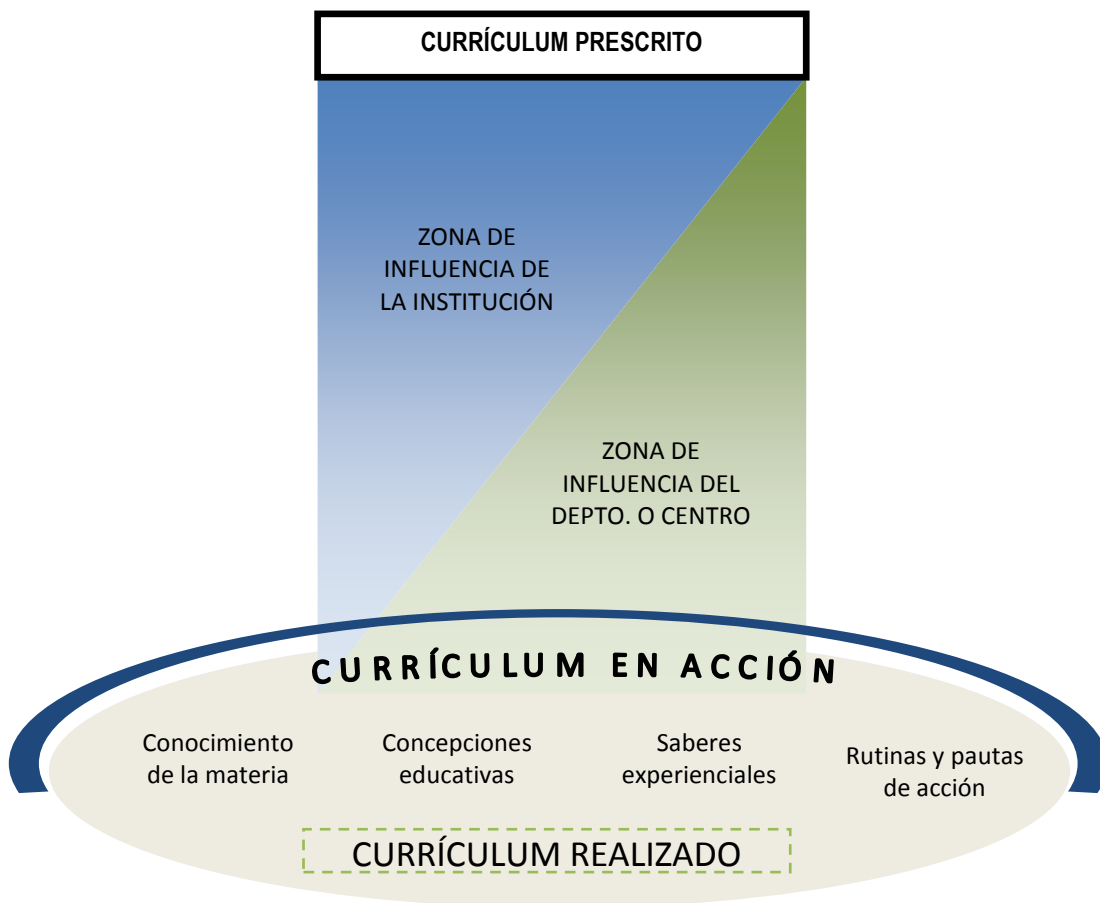 CURRÍCULUM PRESCRITO
ZONA DE
INFLUENCIA DE
LA INSTITUCIÓN
ZONA DE
INFLUENCIA DEL
DEPTO. O CENTRO
CURRÍCULUM EN ACCIÓN
Conocimiento
de la materia
Concepciones
educativas
Saberes
experienciales
Rutinas y pautas
de acción
CURRÍCULUM REALIZADO